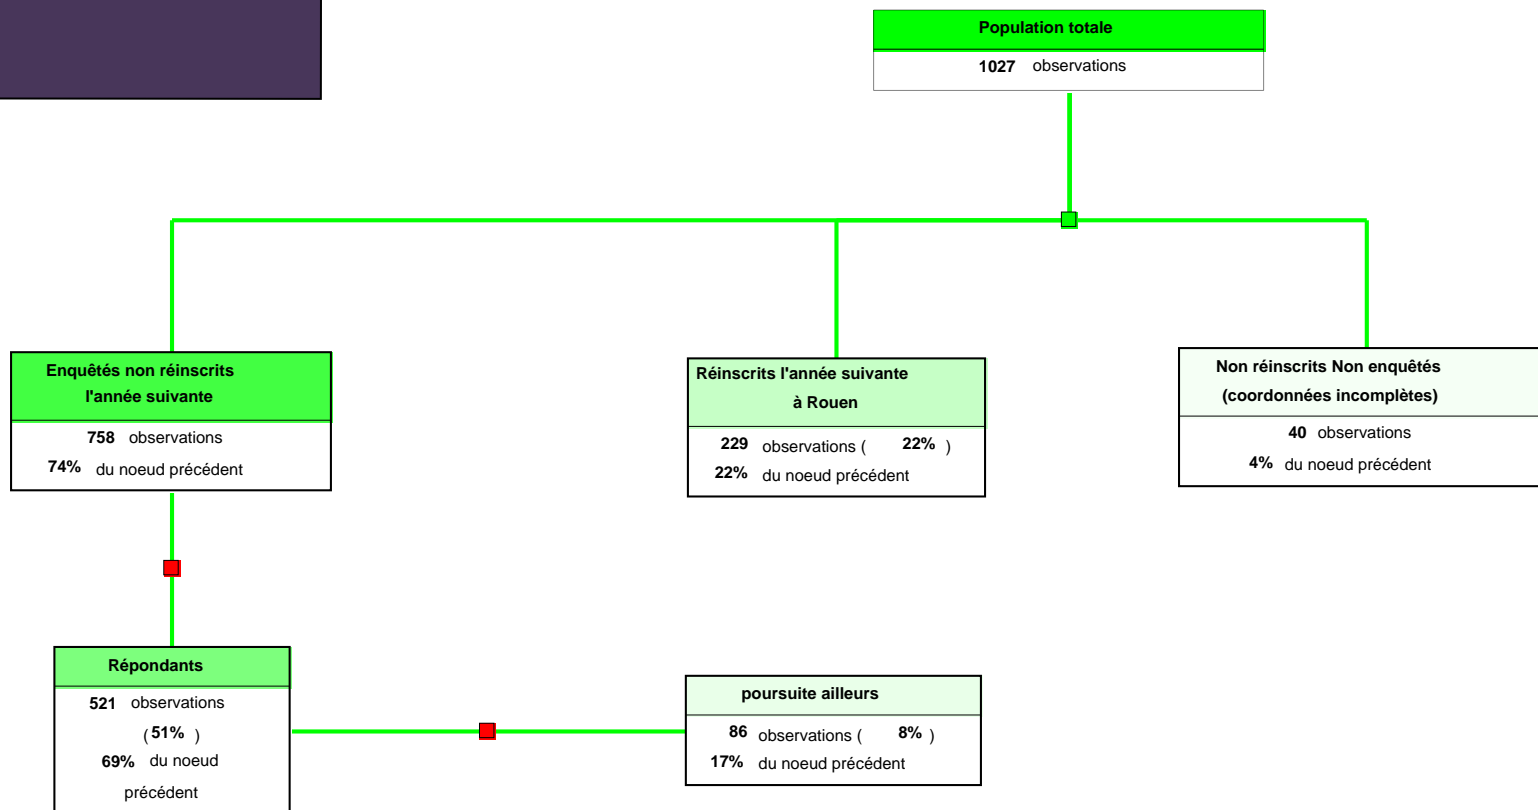 Population totale
1027 observations
Enquêtés non réinscrits
l'année suivante
758 observations
74% du noeud précédent
Réinscrits l'année suivante
à Rouen
229 observations ( 22% )
22% du noeud précédent
Non réinscrits Non enquêtés
(coordonnées incomplètes)
40 observations
4% du noeud précédent
Répondants
521 observations
( 51% )
69% du noeud
précédent
poursuite ailleurs
86 observations ( 8% )
17% du noeud précédent